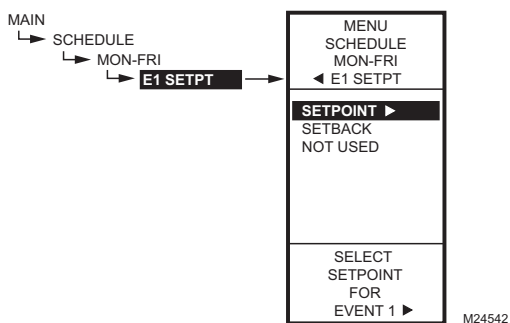 MAIN
SCHEDULE
MON-FRI
E1 SETPT
MENU
SCHEDULE
MON-FRI
◄ E1 SETPT
SETPOINT ►
SETBACK
NOT USED
SELECT
SETPOINT
FOR
EVENT 1 ►
M24542